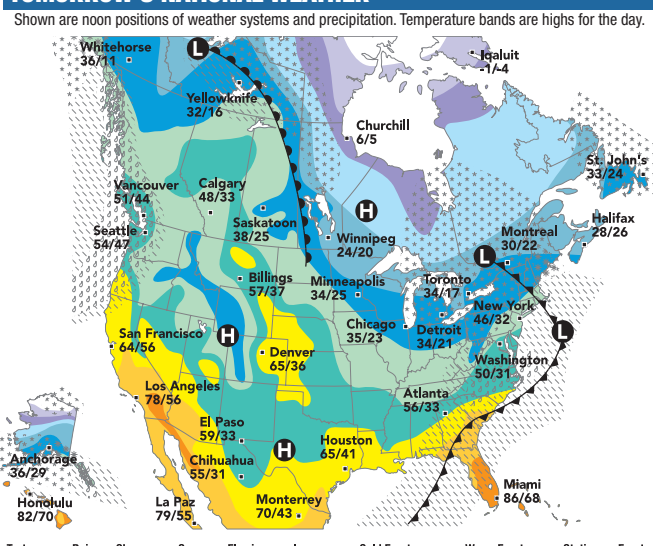 TOMORROW'S NATIONAL WEATHER
Shown are noon positions of weather systems and precipitation. Temperature bands are highs for the day.
Whitehorse
36/11
L
Iqaluit
-1/-4
Yellowknife
32/16
Churchill
6/5
St. John's
33/24
Vancouver
51/44
Calgary
48/33
H
Halifax
28/26
Seattle
54/47
Saskatoon
38/25
Winnipeg
24/20
Montreal
30/22
L
Billings
57/37
Minneapolis
34/25
Toronto
34/17
New York
46/32
San Francisco
64/56
H
Chicago
35/23
Detroit
34/21
L
Denver
65/36
Washington
50/31
Los Angeles
78/56
Atlanta
56/33
El Paso
59/33
Houston
65/41
H
Anchorage
36/29
Chihuahua
55/31
Miami
86/68
Honolulu
82/70
La Paz
79/55
Monterrey
70/43